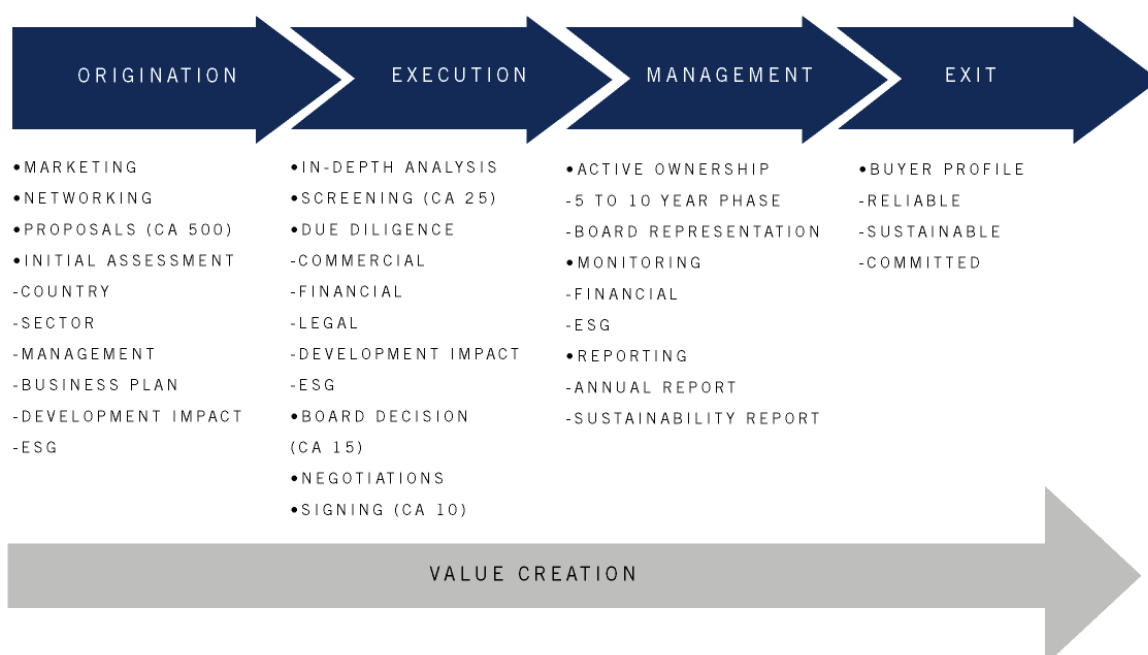 ORIGINATION
EXECUTION
MANAGEMENT
EXIT
•MARKETING
•NETWORKING
•PROPOSALS (CA 500)
•INITIAL ASSESSMENT
-COUNTRY
-SECTOR
-MANAGEMENT
-BUSINESS PLAN
-DEVELOPMENT IMPACT
-ESG
•IN-DEPTH ANALYSIS
•SCREENING (CA 25)
•DUE DILIGENCE
-COMMERCIAL
-FINANCIAL
-LEGAL
-DEVELOPMENT IMPACT
-ESG
•BOARD DECISION
(CA 15)
•NEGOTIATIONS
•SIGNING (CA 10)
•ACTIVE OWNERSHIP
-5 TO 10 YEAR PHASE
-BOARD REPRESENTATION
•MONITORING
-FINANCIAL
-ESG
•REPORTING
-ANNUAL REPORT
-SUSTAINABILITY REPORT
•BUYER PROFILE
-RELIABLE
-SUSTAINABLE
-COMMITTED
VALUE CREATION